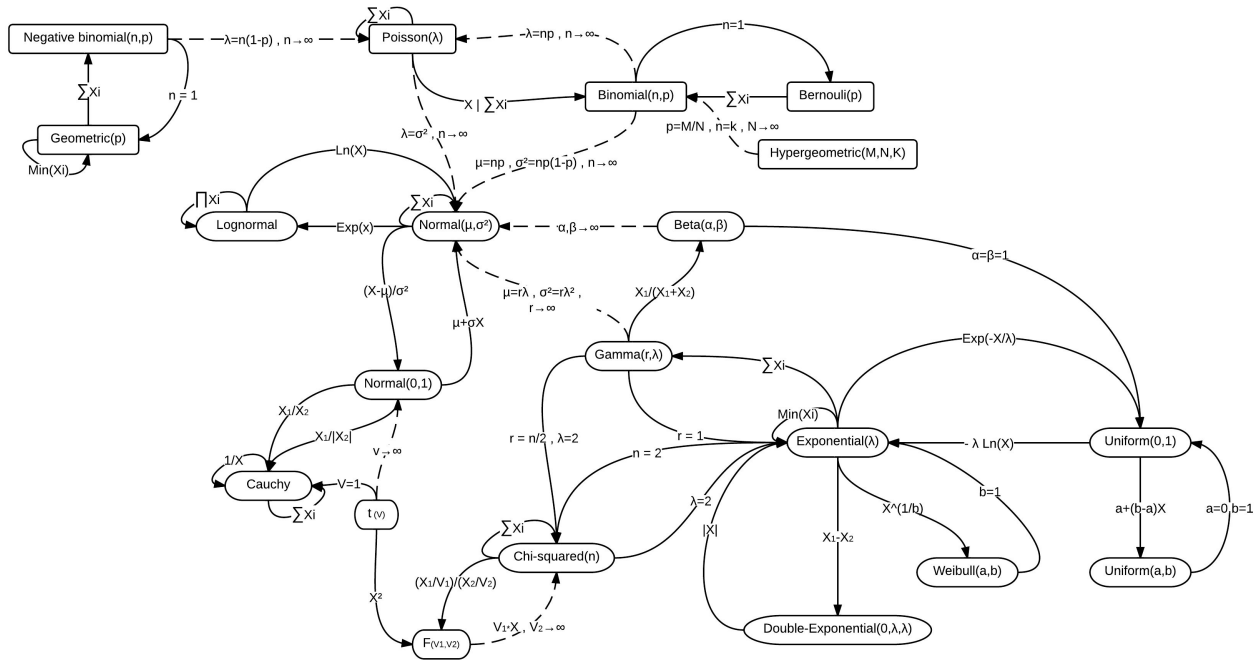 ∑Xi
Negative binomial(n,p)
λ=n(1-p) , n→∞
Poisson(λ)
λ=np , n→∞
n=1
∑Xi
n = 1
X | ∑Xi
Binomial(n,p)
∑Xi
Bernouli(p)
Geometric(p)
Min(Xi)
λ=σ² , n→∞
p=M/N , n=k , N→∞
Hypergeometric(M,N,K)
Ln(X)
µ=np , σ²=np(1-p) , n→∞
∏Xi
∑Xi
Lognormal
Exp(x)
Normal(µ,σ²)
α,β→∞
Beta(α,β)
α=β=1
(X-µ)/σ²
µ=rλ , σ²=rλ² ,
r→∞
X₁/(X₁+X₂)
µ+σX
Gamma(r,λ)
∑Xi
Exp(-X/λ)
Normal(0,1)
X₁/X₂
X₁/|X₂|
v→∞
r = n/2 , λ=2
r = 1
Min(Xi)
Exponential(λ)
- λ Ln(X)
Uniform(0,1)
1/X
Cauchy
V=1
n = 2
∑Xi
t (V)
λ=2
b=1
X^(1/b)
a+(b-a)X
a=0,b=1
∑Xi
|X|
X₁-X₂
Chi-squared(n)
Weibull(a,b)
Uniform(a,b)
(X₁/V₁)/(X₂/V₂)
X²
V₁*X , V₂→∞
F(V1,V2)
Double-Exponential(0,λ,λ)